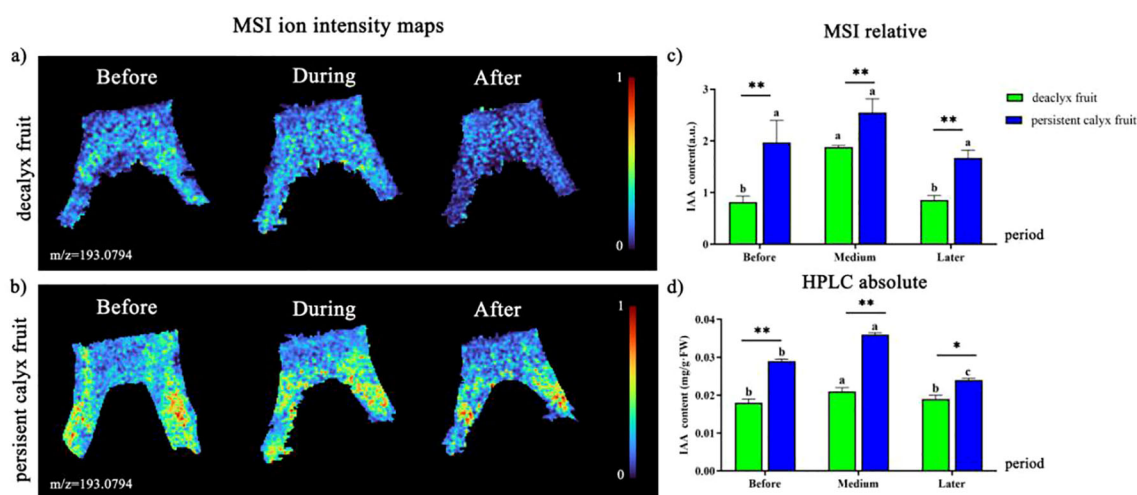 MSI ion intensity maps
a)
decalyx fruit
Before
During
After
1
0
m/z=193.0794
b)
persisent calyx fruit
Before
During
After
1
0
m/z=193.0794
MSI relative
c)
IAA content(a.u.)
3
2
1
0
**
**
**
b
a
a
a
b
a
Before
Medium
Later
period
deaclyx fruit
persistent calyx fruit
HPLC absolute
d)
IAA content (mg/g·FW)
0.04
0.03
0.02
0.01
0.00
**
**
*
b
b
a
a
b
c
Before
Medium
Later
period